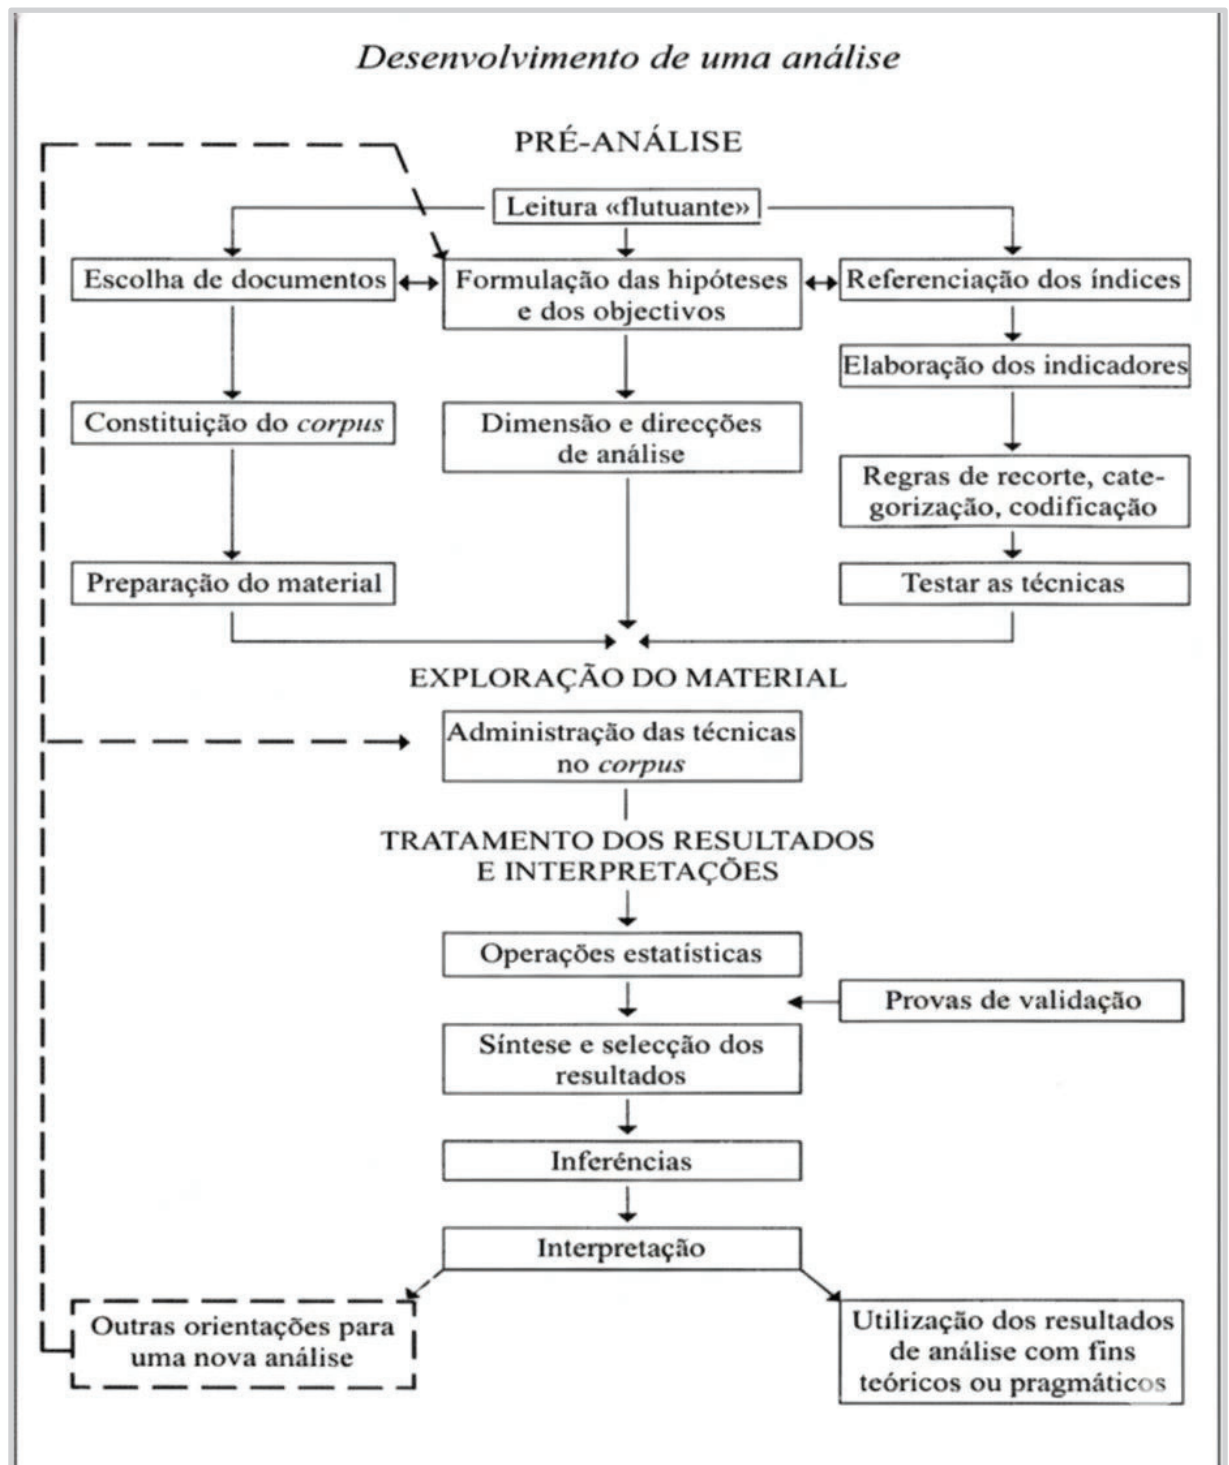 Desenvolvimento de uma análise
PRÉ-ANÁLISE
Leitura «flutuante»
Escolha de documentos
Formulação das hipóteses
e dos objectivos
Referenciação dos índices
Elaboração dos indicadores
Constituição do corpus
Dimensão e direcções
de análise
Regras de recorte, cate-
gorização, codificação
Preparação do material
Testar as técnicas
EXPLORAÇÃO DO MATERIAL
Administração das técnicas
no corpus
TRATAMENTO DOS RESULTADOS
E INTERPRETAÇÕES
Operações estatísticas
Provas de validação
Síntese e selecção dos
resultados
Inferências
Interpretação
Outras orientações para
uma nova análise
Utilização dos resultados
de análise com fins
teóricos ou pragmáticos